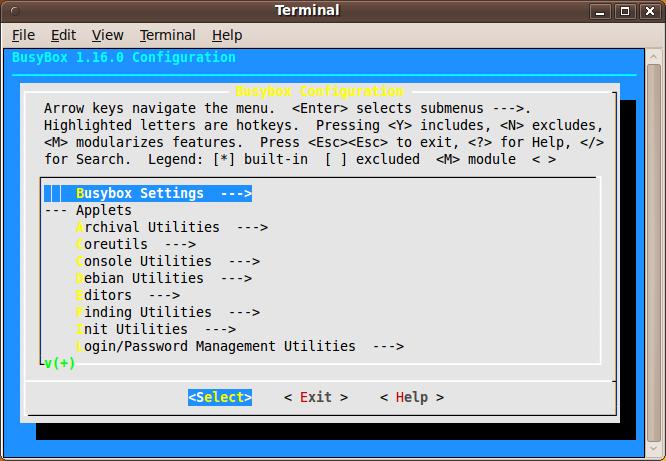 Terminal
File Edit View Terminal Help
BusyBox 1.16.0 Configuration
Busybox Configuration
Arrow keys navigate the menu. <Enter> selects submenus --->.
Highlighted letters are hotkeys. Pressing <Y> includes, <N> excludes,
<M> modularizes features. Press <Esc><Esc> to exit, <?> for Help, </>
for Search. Legend: [*] built-in [ ] excluded <M> module < >
Busybox Settings --->
--- Applets
Archival Utilities --->
Coreutils --->
Console Utilities --->
Debian Utilities --->
Editors --->
Finding Utilities --->
Init Utilities --->
Login/Password Management Utilities --->
v(+)
<Select> < Exit > < Help >